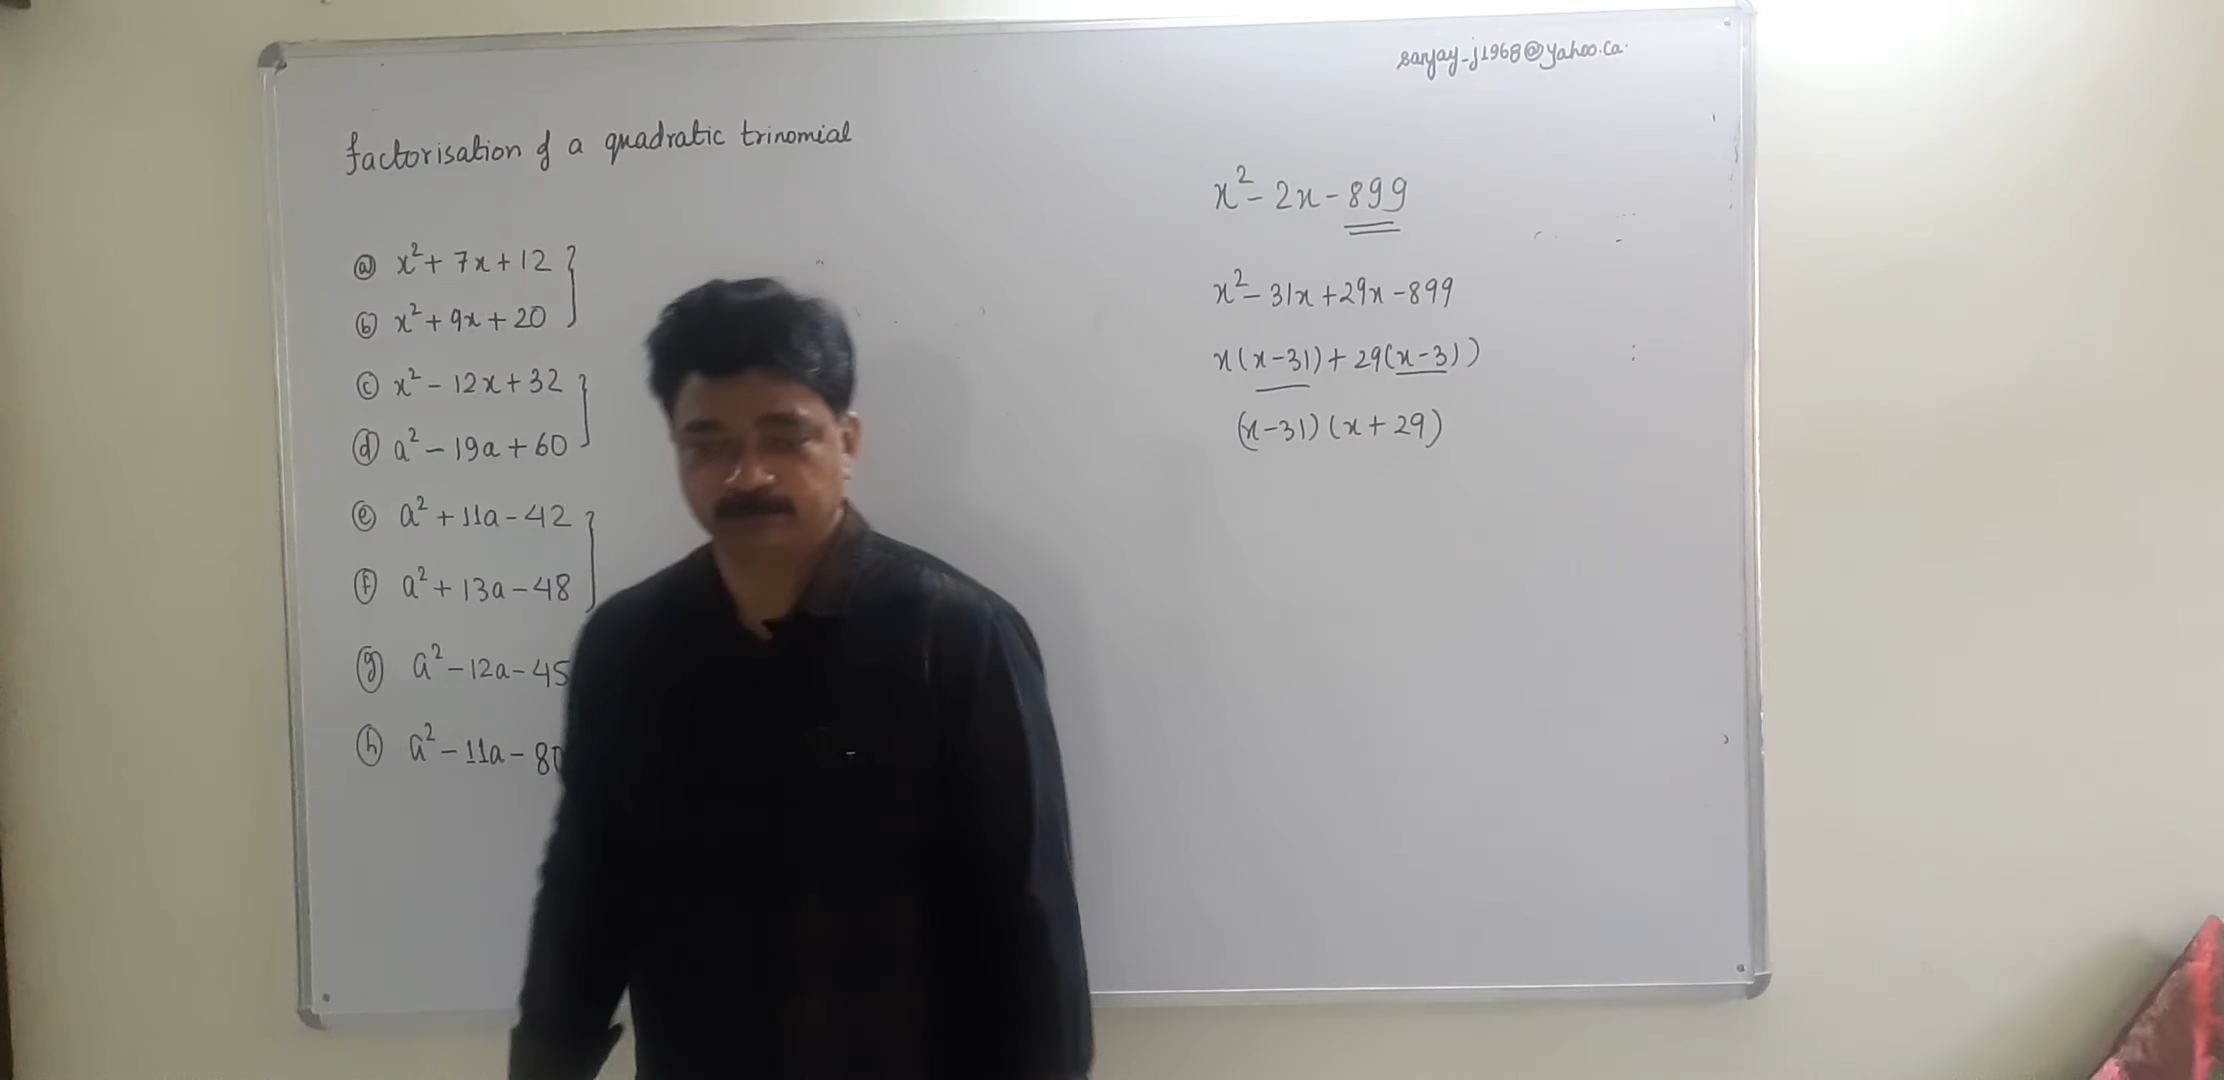 sanjay_j1968@yahoo.ca.
factorisation of a quadratic trinomial
(a) x² + 7x + 12
(b) x² + 9x + 20
(c) x² - 12x + 32
(d) a² - 19a + 60
(e) a² + 11a - 42
(f) a² + 13a - 48
(g) a² - 12a - 45
(h) a² - 11a - 80
x² - 2x - 899
x² - 31x + 29x - 899
x(x-31) + 29(x-31)
(x-31)(x+29)